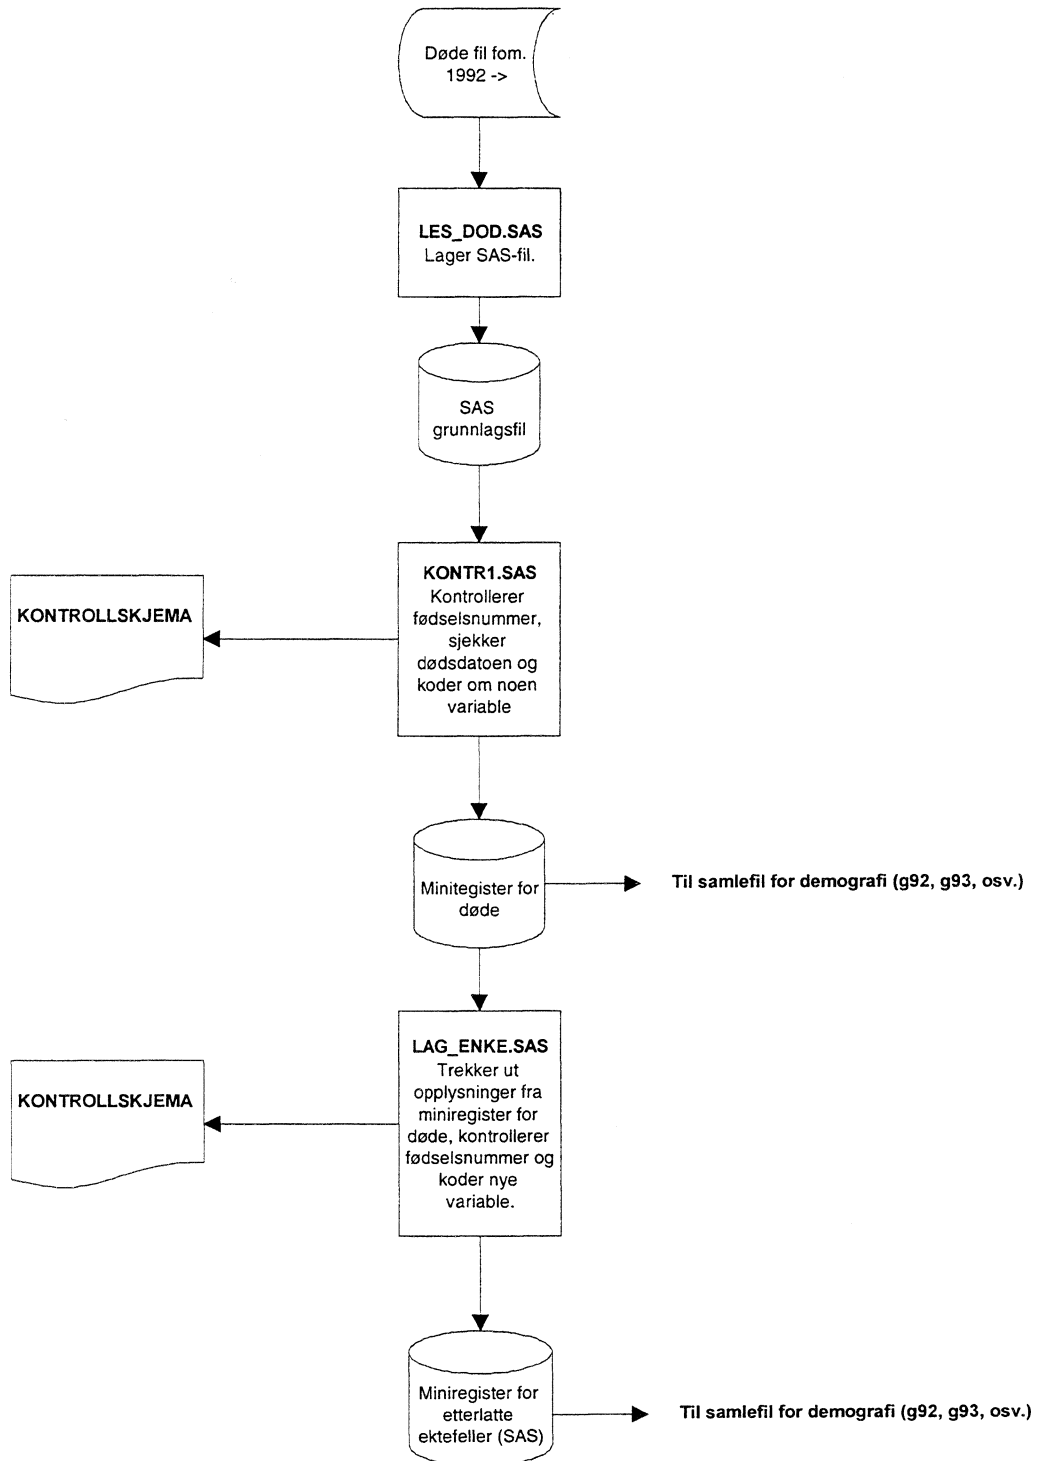 Døde fil fom.
1992 ->
LES_DOD.SAS
Lager SAS-fil.
SAS
grunnlagsfil
KONTR1.SAS
Kontrollerer
fødselsnummer,
sjekker
dødsdatoen og
koder om noen
variable
KONTROLLSKJEMA
Minitegister for
døde
Til samlefil for demografi (g92, g93, osv.)
LAG_ENKE.SAS
Trekker ut
opplysninger fra
miniregister for
døde, kontrollerer
fødselsnummer og
koder nye
variable.
KONTROLLSKJEMA
Miniregister for
etterlatte
ektefeller (SAS)
Til samlefil for demografi (g92, g93, osv.)